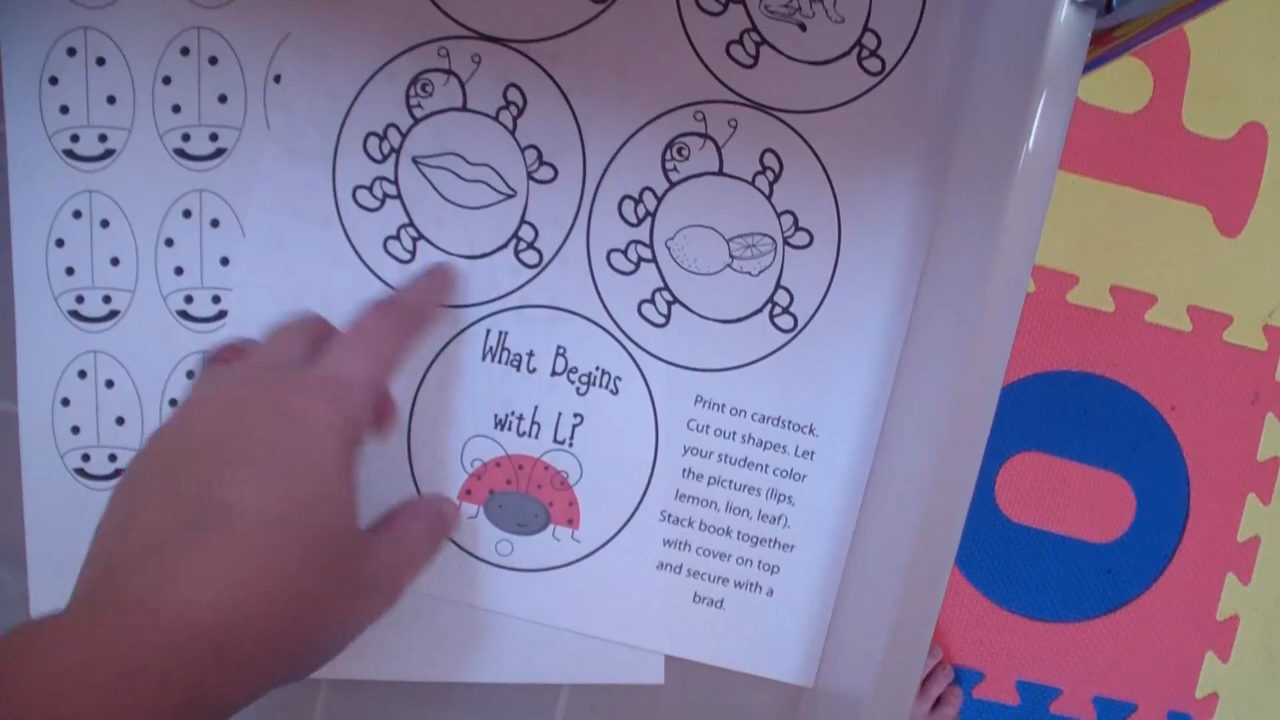 What Begins
with L?
Print on cardstock.
Cut out shapes. Let
your student color
the pictures (lips,
lemon, lion, leaf).
Stack book together
with cover on top
and secure with a
brad.
P
O